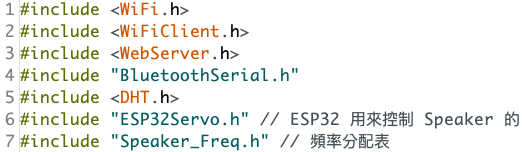 1 #include <WiFi.h>
2 #include <WiFiClient.h>
3 #include <WebServer.h>
4 #include "BluetoothSerial.h"
5 #include <DHT.h>
6 #include "ESP32Servo.h" // ESP32 用來控制 Speaker 的
7 #include "Speaker_Freq.h" // 頻率分配表